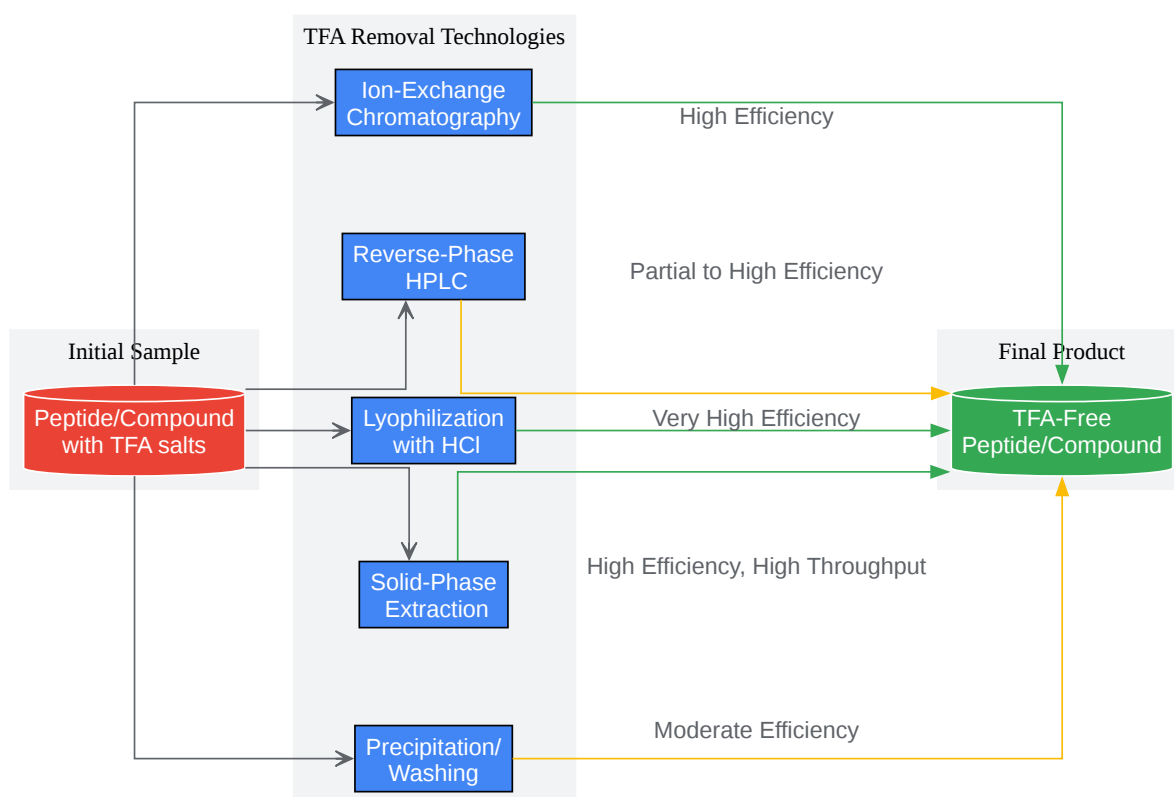 TFA Removal Technologies
Ion-Exchange
Chromatography
High Efficiency
Reverse-Phase
HPLC
Partial to High Efficiency
Initial Sample
Peptide/Compound
with TFA salts
Lyophilization
with HCl
Very High Efficiency
Final Product
TFA-Free
Peptide/Compound
Solid-Phase
Extraction
High Efficiency, High Throughput
Precipitation/
Washing
Moderate Efficiency